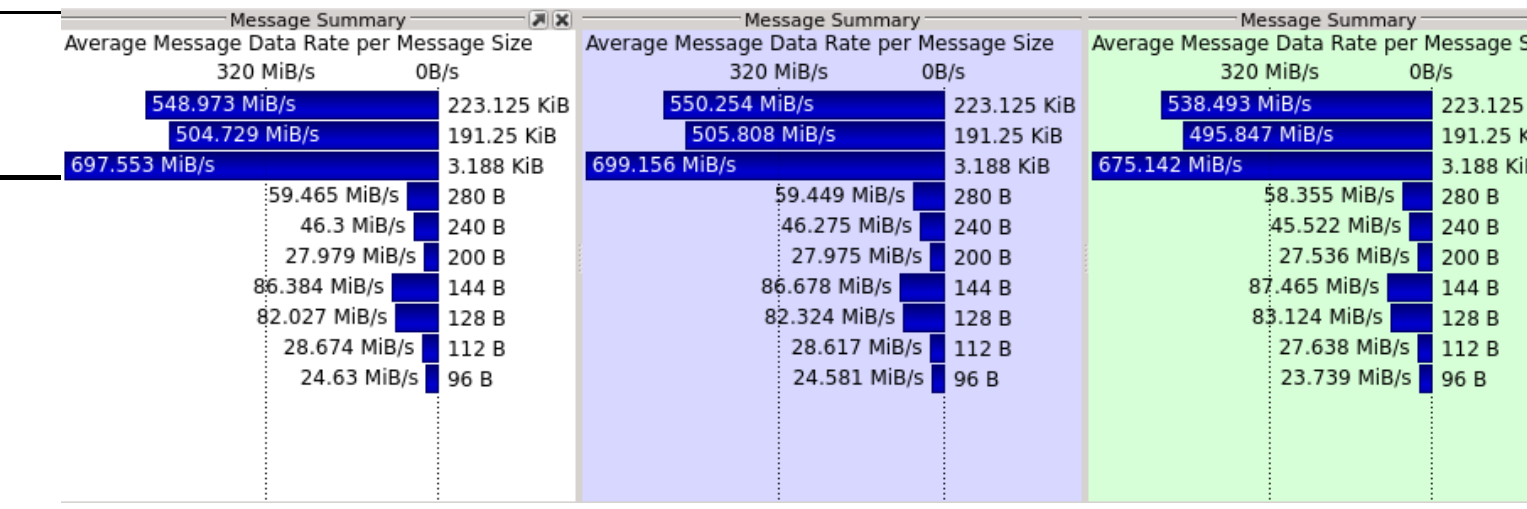 Message Summary
Average Message Data Rate per Message Size
320 MiB/s 0B/s
548.973 MiB/s 223.125 KiB
504.729 MiB/s 191.25 KiB
697.553 MiB/s 3.188 KiB
59.465 MiB/s 280 B
46.3 MiB/s 240 B
27.979 MiB/s 200 B
86.384 MiB/s 144 B
82.027 MiB/s 128 B
28.674 MiB/s 112 B
24.63 MiB/s 96 B
Message Summary
Average Message Data Rate per Message Size
320 MiB/s 0B/s
550.254 MiB/s 223.125 KiB
505.808 MiB/s 191.25 KiB
699.156 MiB/s 3.188 KiB
59.449 MiB/s 280 B
46.275 MiB/s 240 B
27.975 MiB/s 200 B
86.678 MiB/s 144 B
82.324 MiB/s 128 B
28.617 MiB/s 112 B
24.581 MiB/s 96 B
Message Summary
Average Message Data Rate per Message S
320 MiB/s 0B/s
538.493 MiB/s 223.125
495.847 MiB/s 191.25 K
675.142 MiB/s 3.188 Ki
58.355 MiB/s 280 B
45.522 MiB/s 240 B
27.536 MiB/s 200 B
87.465 MiB/s 144 B
83.124 MiB/s 128 B
27.638 MiB/s 112 B
23.739 MiB/s 96 B